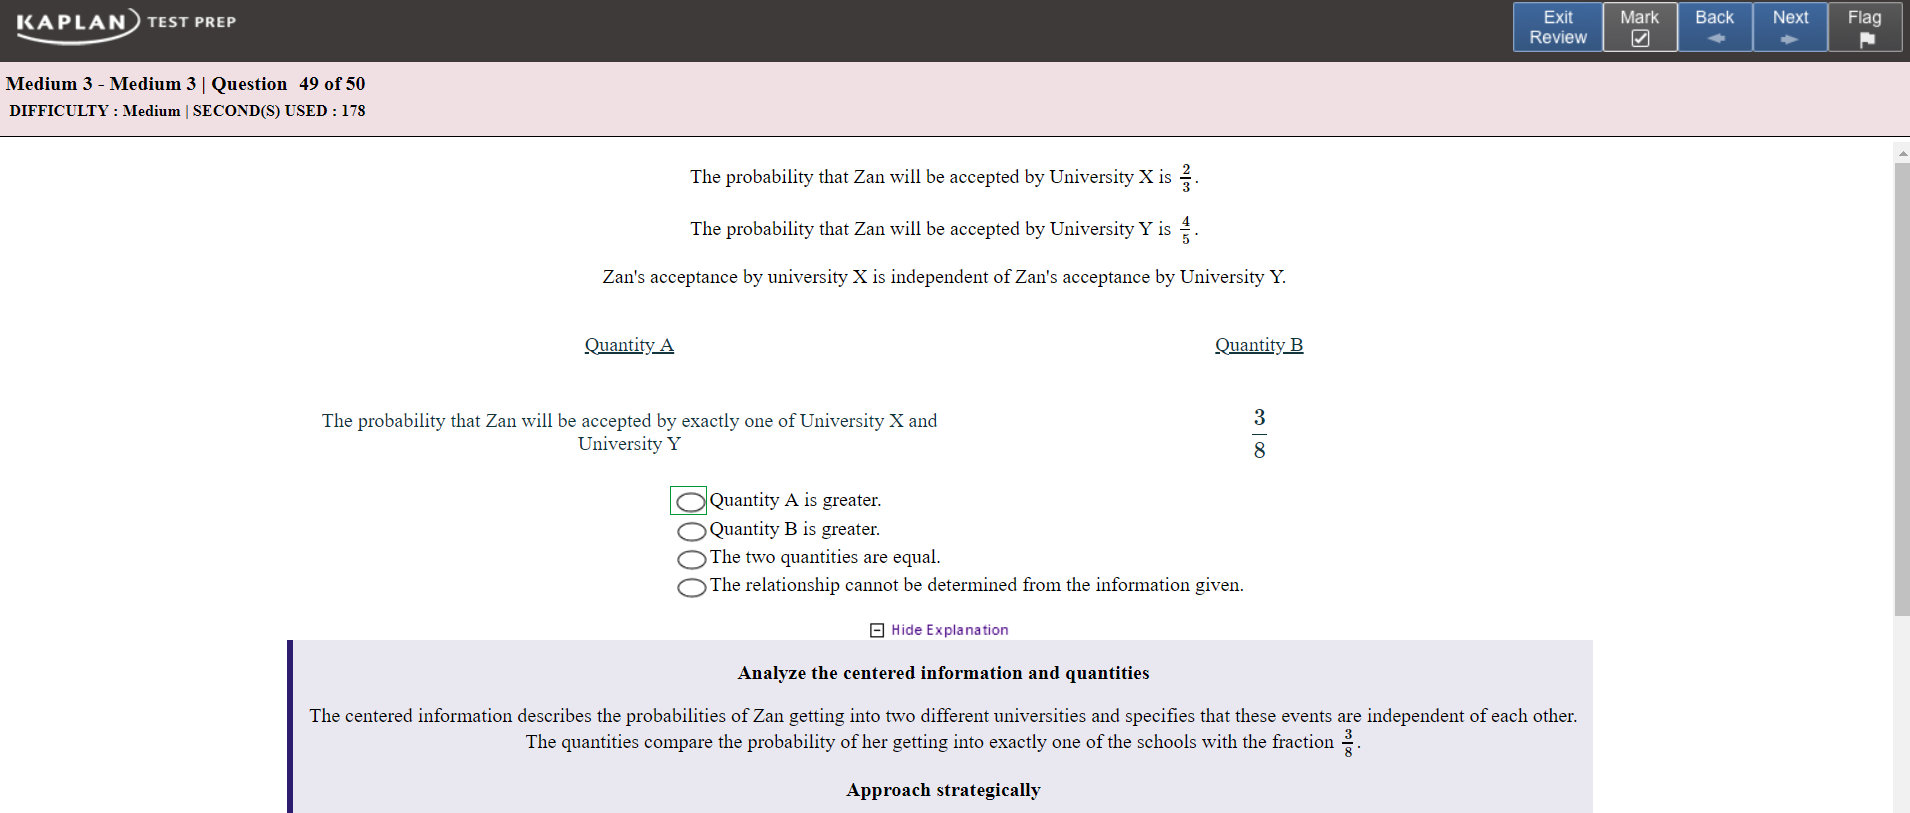 KAPLAN TEST PREP
Exit Review
Mark
Back
Next
Flag
Medium 3 - Medium 3 | Question 49 of 50
DIFFICULTY : Medium | SECOND(S) USED : 178
The probability that Zan will be accepted by University X is 2/3.
The probability that Zan will be accepted by University Y is 4/5.
Zan's acceptance by university X is independent of Zan's acceptance by University Y.
Quantity A
Quantity B
The probability that Zan will be accepted by exactly one of University X and
University Y
3/8
Quantity A is greater.
Quantity B is greater.
The two quantities are equal.
The relationship cannot be determined from the information given.
Hide Explanation
Analyze the centered information and quantities
The centered information describes the probabilities of Zan getting into two different universities and specifies that these events are independent of each other.
The quantities compare the probability of her getting into exactly one of the schools with the fraction 3/8.
Approach strategically